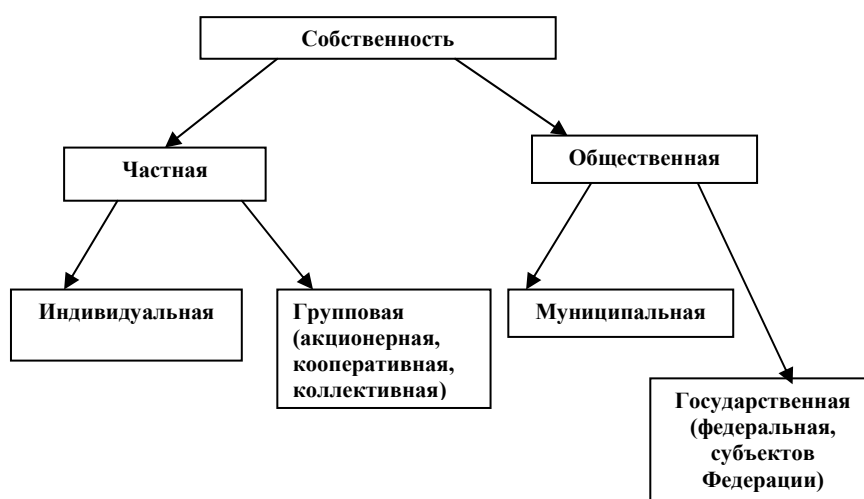 Собственность
Частная
Общественная
Индивидуальная
Групповая
(акционерная,
кооперативная,
коллективная)
Муниципальная
Государственная
(федеральная,
субъектов
Федерации)